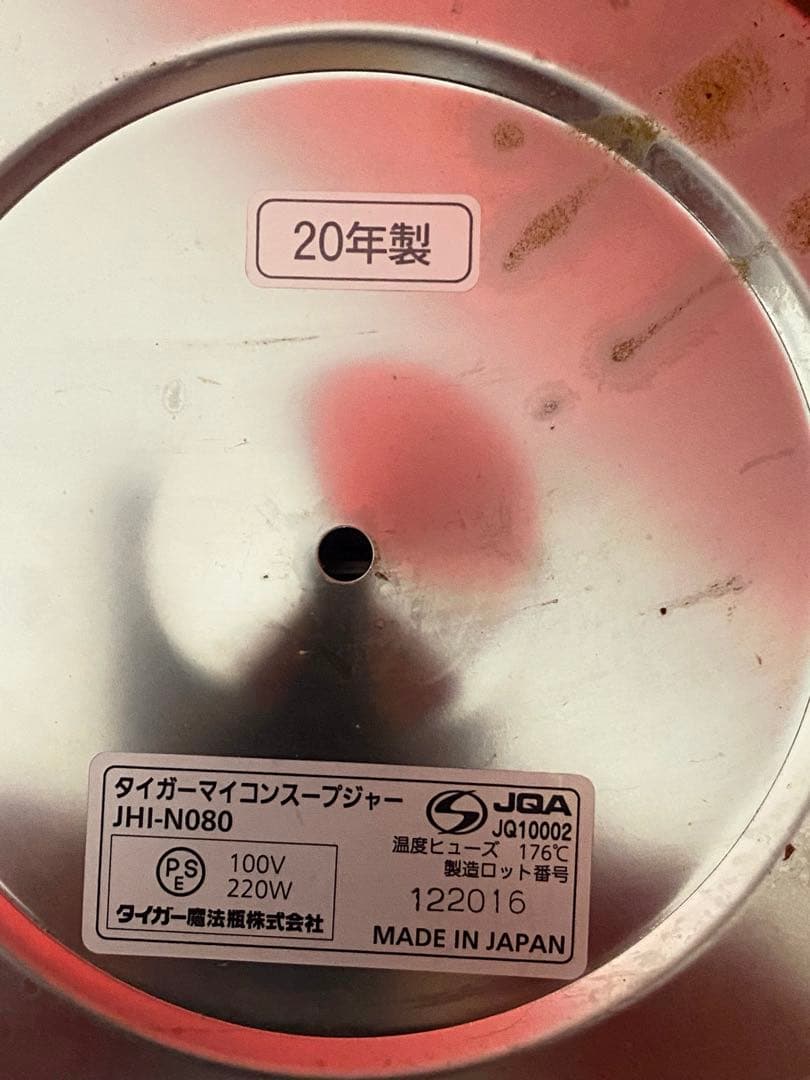 20年製
タイガーマイコンスープジャー
JHI-N080
JQA
JQ10002
温度ヒューズ 176℃
製造ロット番号
122016
PSE
100V
220W
タイガー魔法瓶株式会社
MADE IN JAPAN